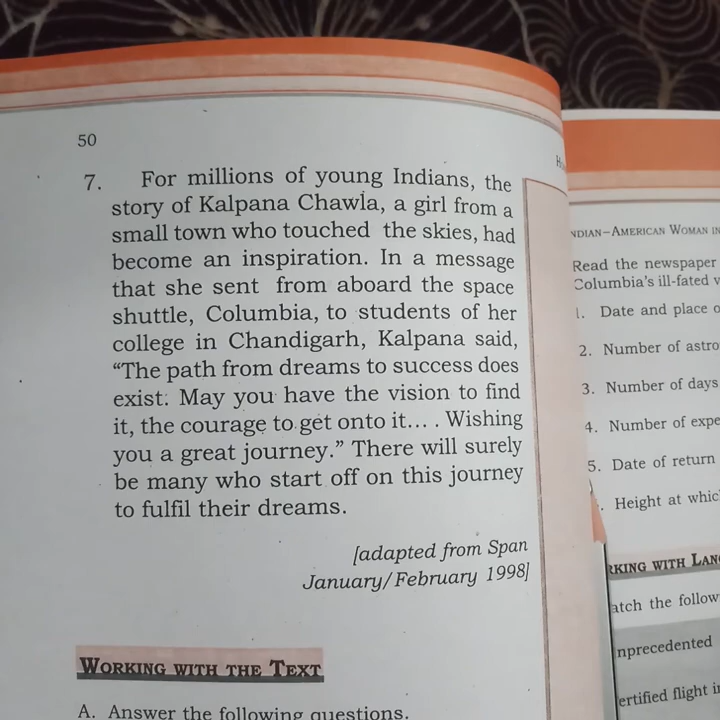 50
7. For millions of young Indians, the
story of Kalpana Chawla, a girl from a
small town who touched the skies, had
become an inspiration. In a message
that she sent from aboard the space
shuttle, Columbia, to students of her
college in Chandigarh, Kalpana said,
“The path from dreams to success does
exist. May you have the vision to find
it, the courage to get onto it... . Wishing
you a great journey.” There will surely
be many who start off on this journey
to fulfil their dreams.
[adapted from Span
January/February 1998]
WORKING WITH THE TEXT
A. Answer the following questions.
NDIAN–AMERICAN WOMAN IN
Read the newspaper
Columbia's ill-fated v
1. Date and place o
2. Number of astro
3. Number of days
4. Number of expe
5. Date of return
. Height at whic
RKING WITH LAN
atch the follow
nprecedented
ertified flight i